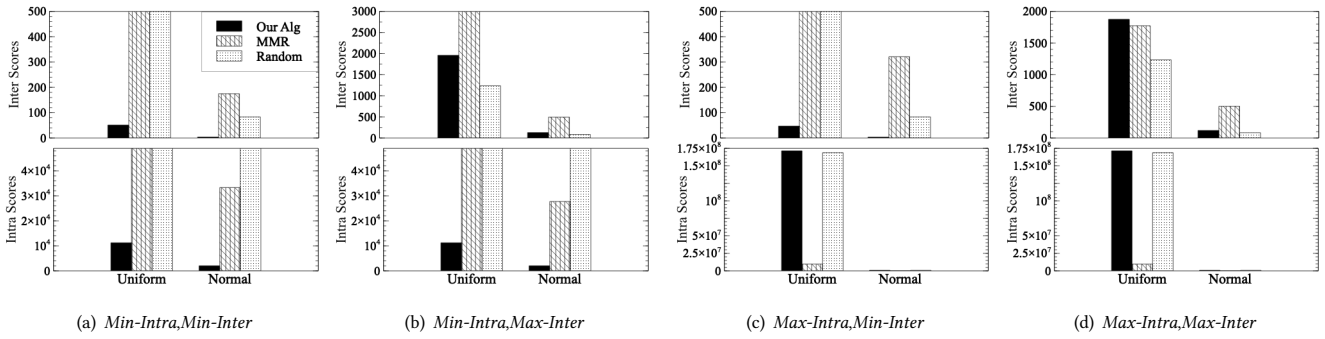 500
400
300
200
100
0
Inter Scores
Our Alg
MMR
Random
4×10⁴
3×10⁴
2×10⁴
10⁴
0
Intra Scores
Uniform
Normal
(a) Min-Intra,Min-Inter
3000
2500
2000
1500
1000
500
0
Inter Scores
4×10⁴
3×10⁴
2×10⁴
10⁴
0
Intra Scores
Uniform
Normal
(b) Min-Intra,Max-Inter
500
400
300
200
100
0
Inter Scores
1.75×10⁸
1.5×10⁸
10⁸
5×10⁷
2.5×10⁷
0
Intra Scores
Uniform
Normal
(c) Max-Intra,Min-Inter
2000
1500
1000
500
0
Inter Scores
1.75×10⁸
1.5×10⁸
10⁸
5×10⁷
2.5×10⁷
0
Intra Scores
Uniform
Normal
(d) Max-Intra,Max-Inter